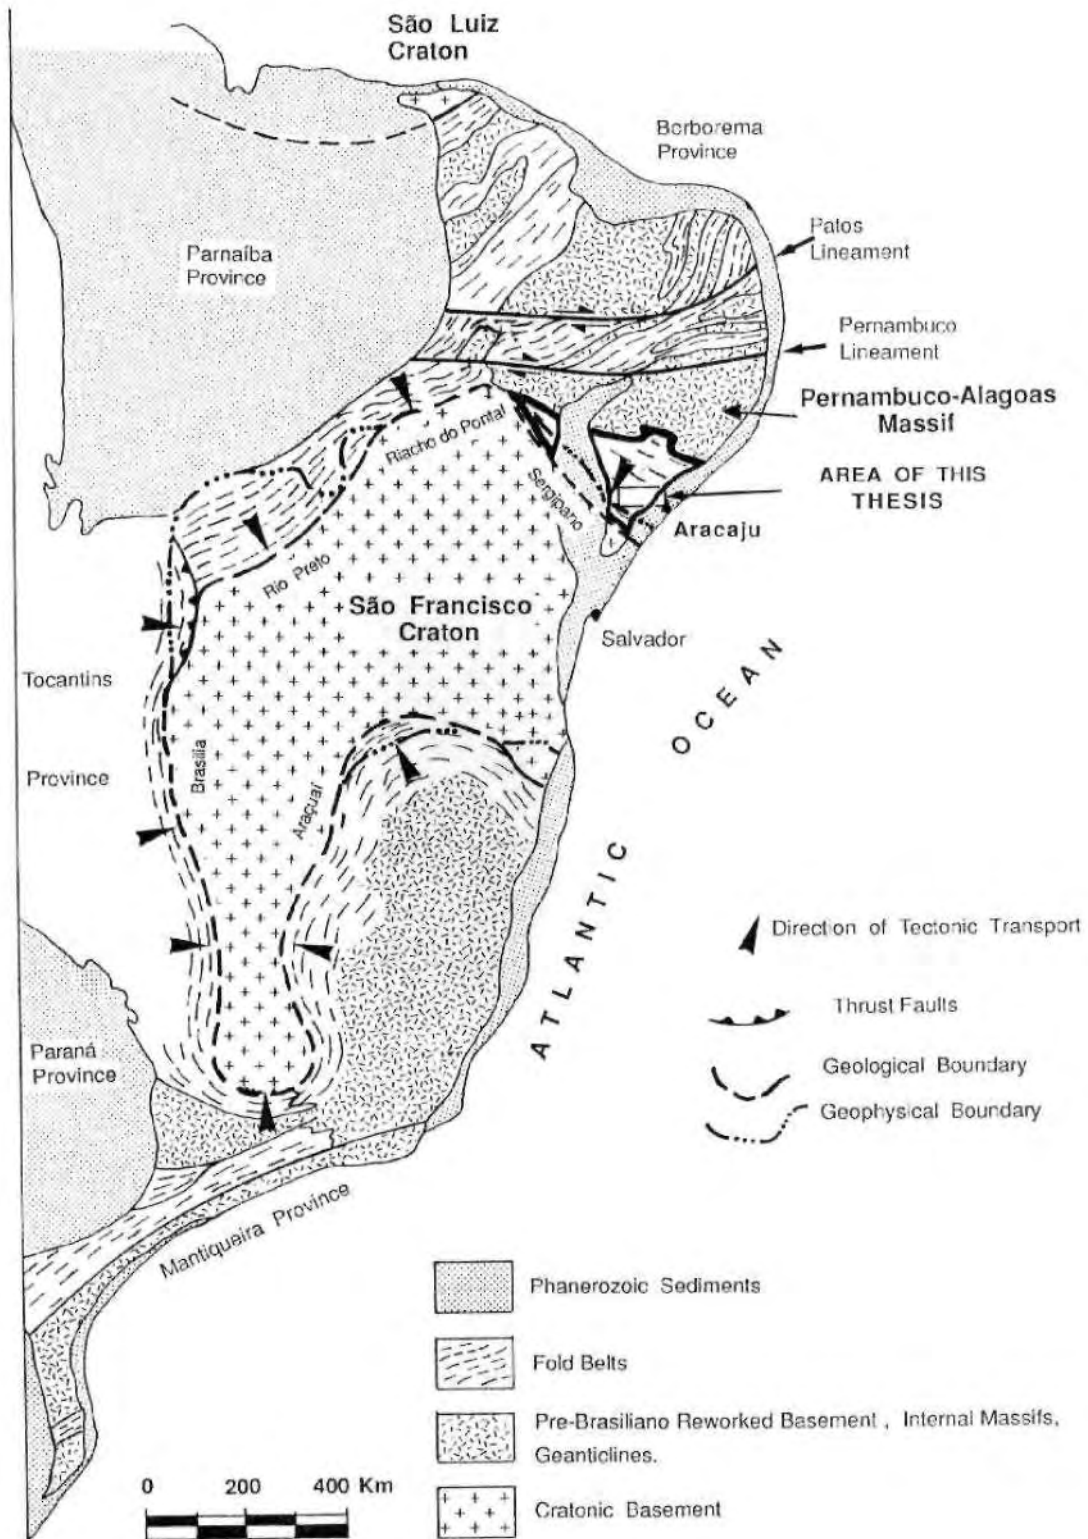 São Luiz
Craton
Borborema
Province
Patos
Lineament
Parnaíba
Province
Pernambuco
Lineament
Pernambuco-Alagoas
Massif
Riacho do Pontal
Sergipano
AREA OF THIS
THESIS
Aracaju
Rio Preto
São Francisco
Craton
Salvador
Tocantins
Province
Brasília
Araçuaí
ATLANTIC OCEAN
Direction of Tectonic Transport
Thrust Faults
Geological Boundary
Geophysical Boundary
Paraná
Province
Mantiqueira Province
Phanerozoic Sediments
Fold Belts
Pre-Brasiliano Reworked Basement , Internal Massifs,
Geanticlines.
Cratonic Basement
0 200 400 Km